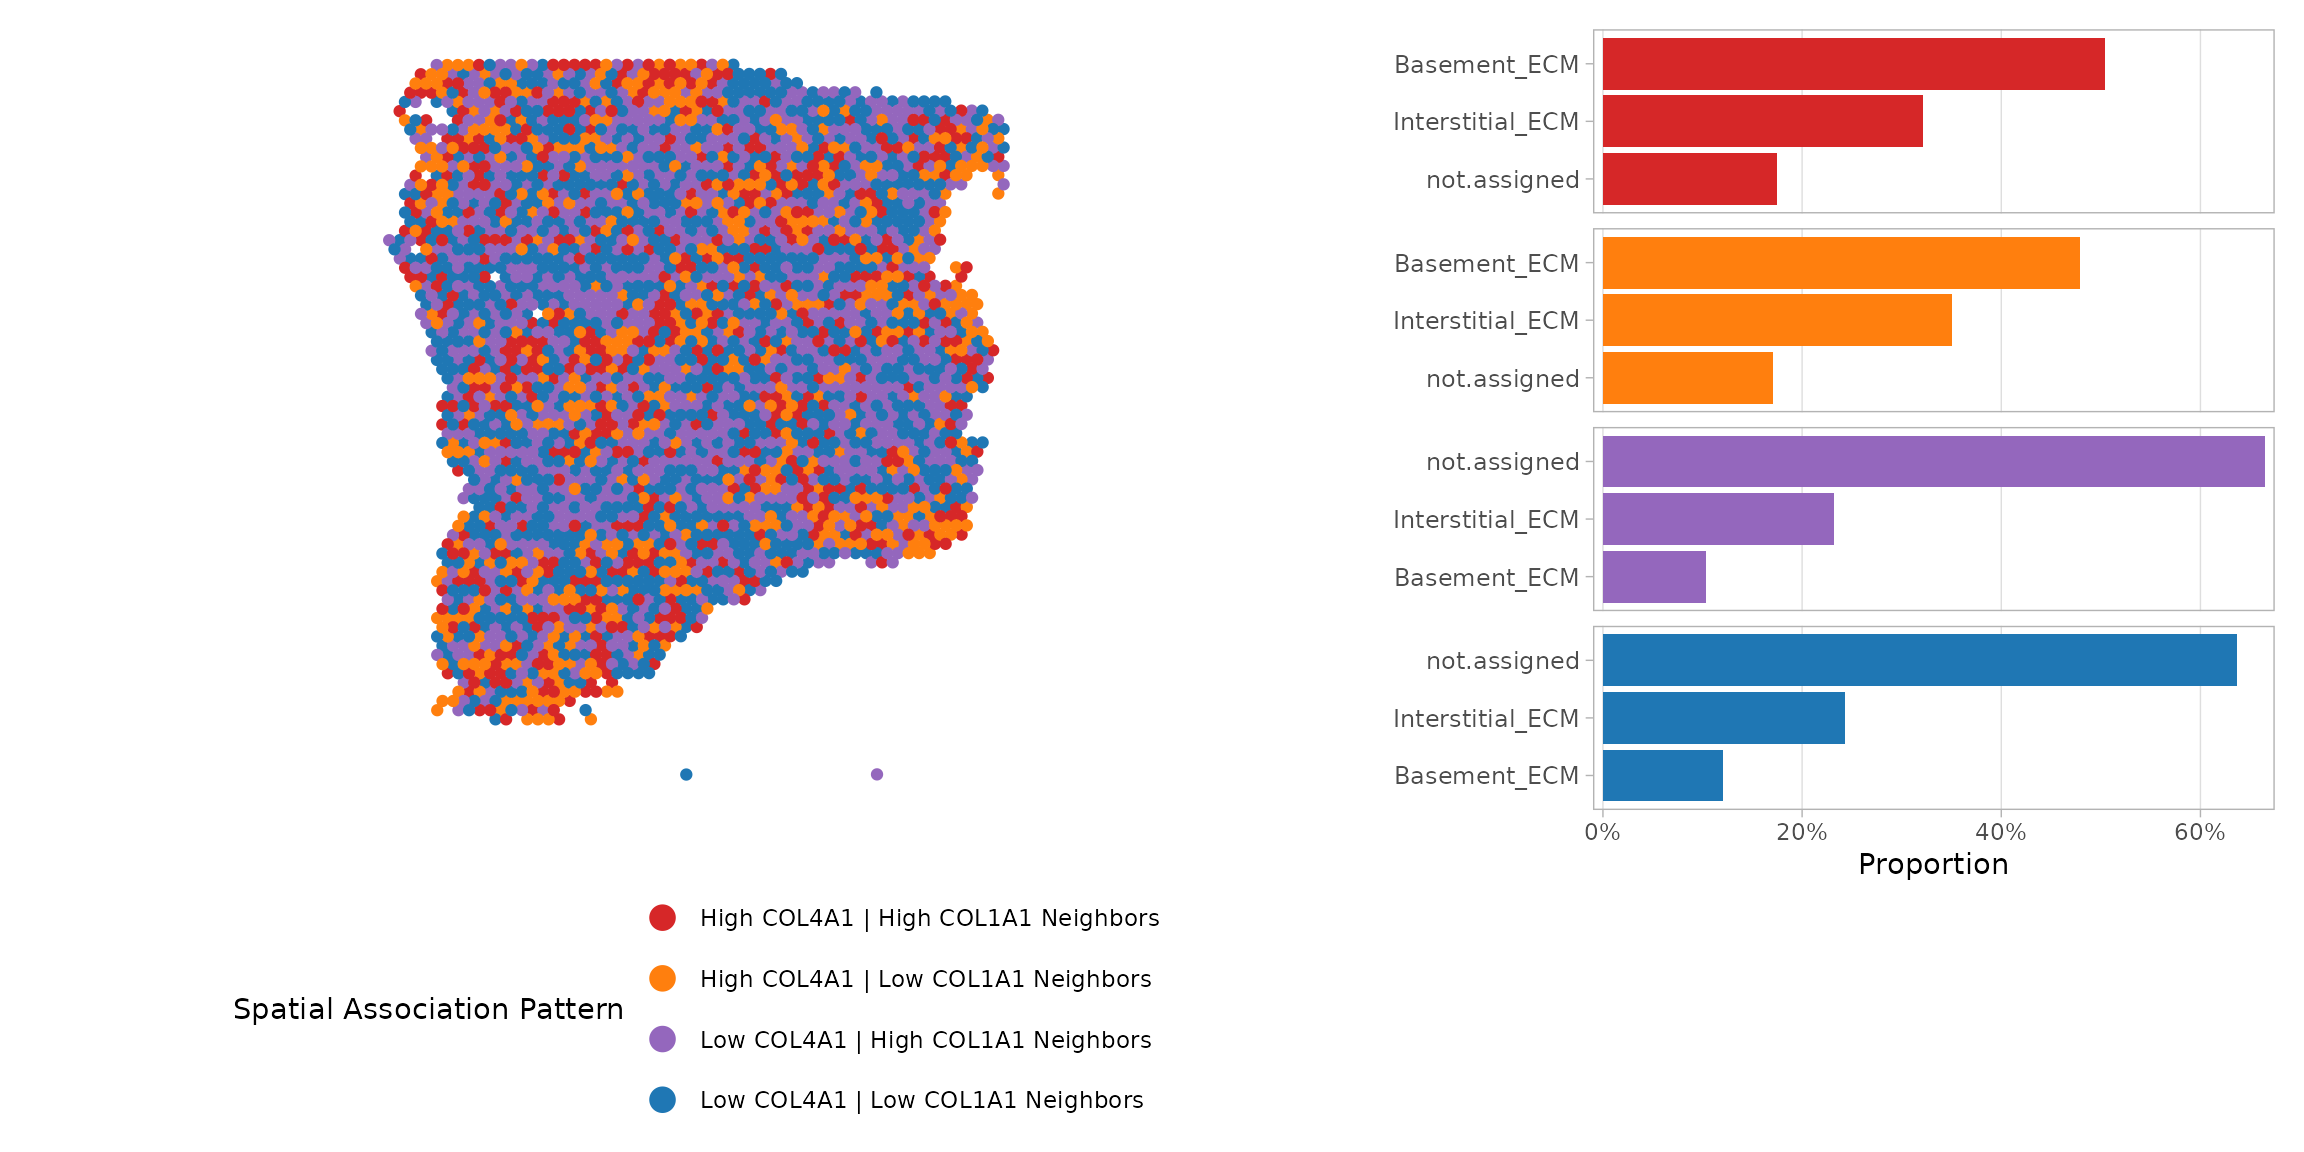 Basement_ECM
Interstitial_ECM
not.assigned
Basement_ECM
Interstitial_ECM
not.assigned
not.assigned
Interstitial_ECM
Basement_ECM
not.assigned
Interstitial_ECM
Basement_ECM
0% 20% 40% 60%
Proportion
Spatial Association Pattern
High COL4A1 | High COL1A1 Neighbors
High COL4A1 | Low COL1A1 Neighbors
Low COL4A1 | High COL1A1 Neighbors
Low COL4A1 | Low COL1A1 Neighbors